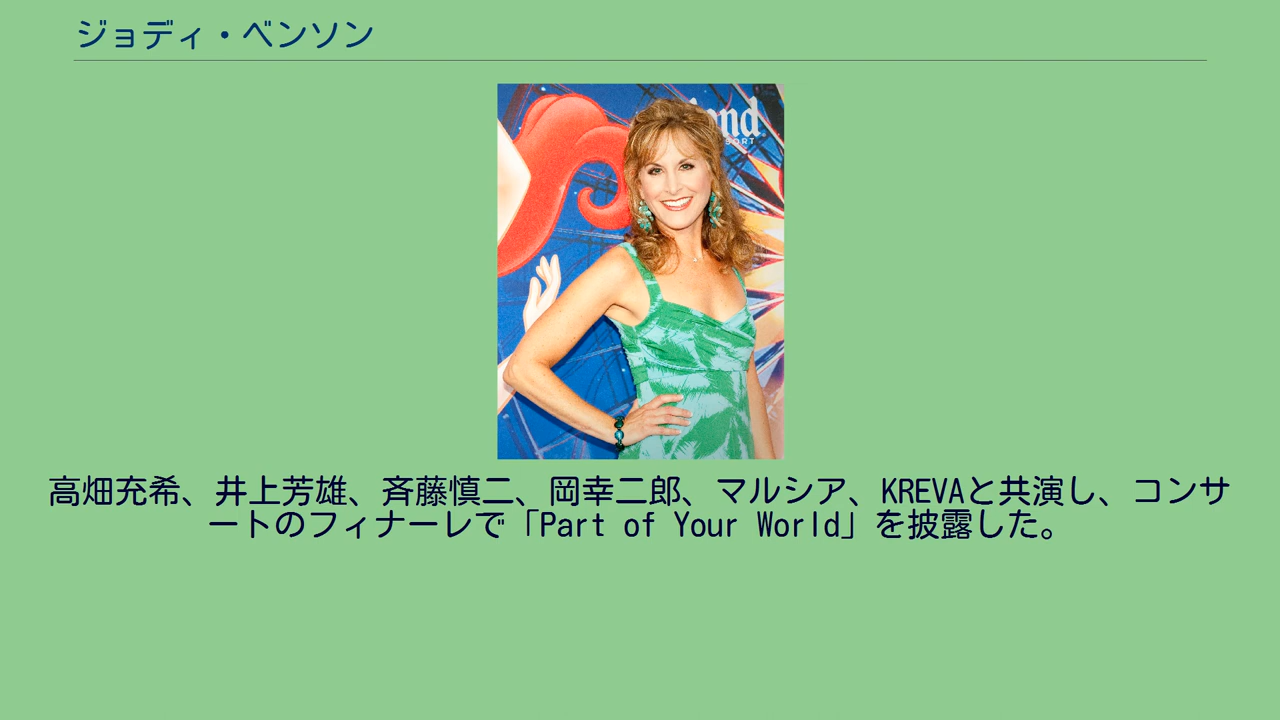 ジョディ・ベンソン
land
SORT
高畑充希、井上芳雄、斉藤慎二、岡幸二郎、マルシア、KREVAと共演し、コンサ
ートのフィナーレで「Part of Your World」を披露した。